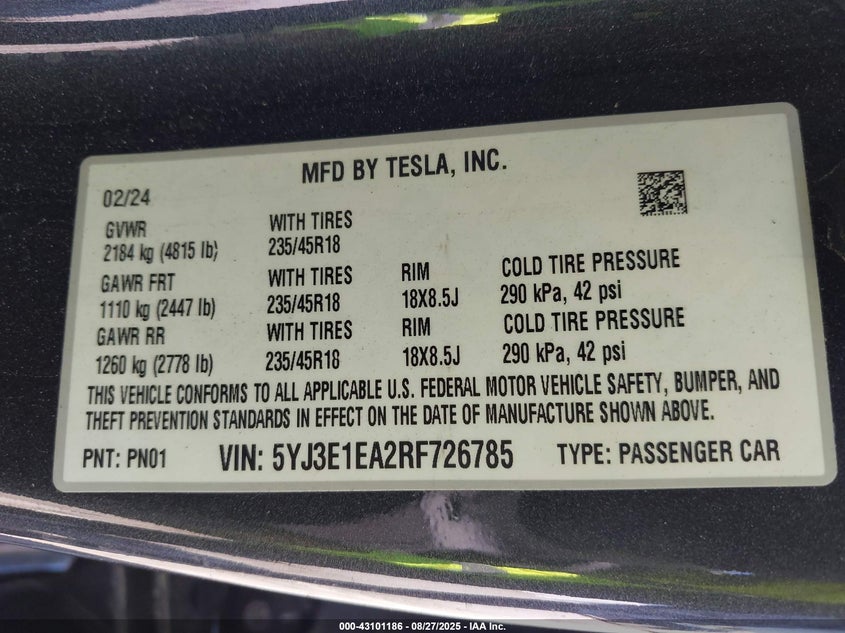 MFD BY TESLA, INC.
02/24
GVWR WITH TIRES
2184 kg (4815 lb) 235/45R18
GAWR FRT WITH TIRES RIM COLD TIRE PRESSURE
1110 kg (2447 lb) 235/45R18 18X8.5J 290 kPa, 42 psi
GAWR RR WITH TIRES RIM COLD TIRE PRESSURE
1260 kg (2778 lb) 235/45R18 18X8.5J 290 kPa, 42 psi
THIS VEHICLE CONFORMS TO ALL APPLICABLE U.S. FEDERAL MOTOR VEHICLE SAFETY, BUMPER, AND
THEFT PREVENTION STANDARDS IN EFFECT ON THE DATE OF MANUFACTURE SHOWN ABOVE.
PNT: PN01 VIN: 5YJ3E1EA2RF726785 TYPE: PASSENGER CAR
000-43101186 - 08/27/2025 - IAA Inc.